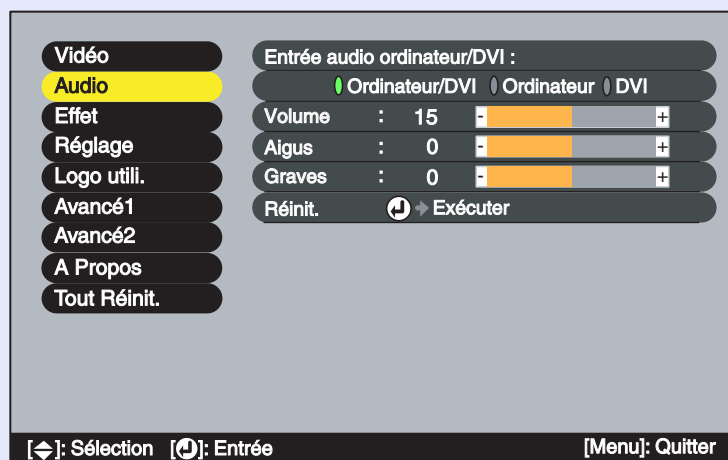 Vidéo
Audio
Effet
Réglage
Logo utili.
Avancé1
Avancé2
A Propos
Tout Réinit.
Entrée audio ordinateur/DVI :
Ordinateur/DVI Ordinateur DVI
Volume : 15 - +
Aigus : 0 - +
Graves : 0 - +
Réinit. Exécuter
[ ]: Sélection [ ]: Entrée [Menu]: Quitter